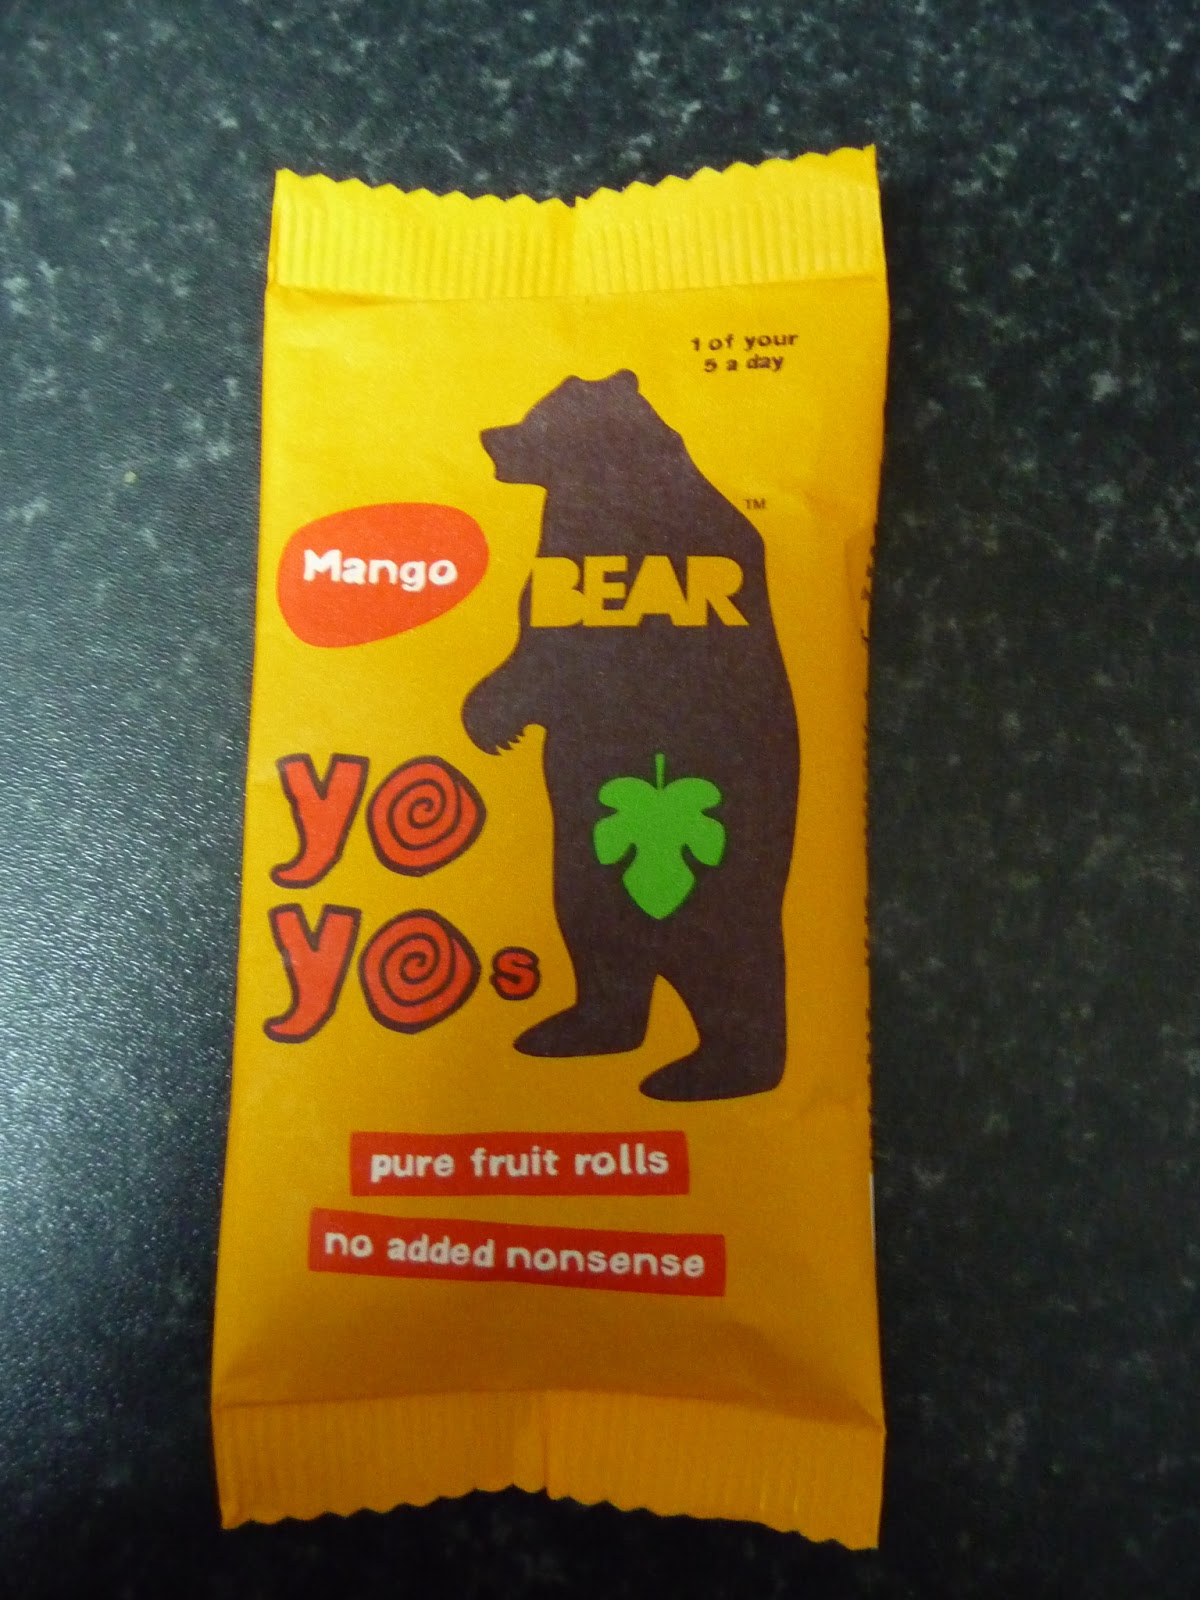 1 of your
5 a day
TM
Mango
BEAR
yo
yos
pure fruit rolls
no added nonsense